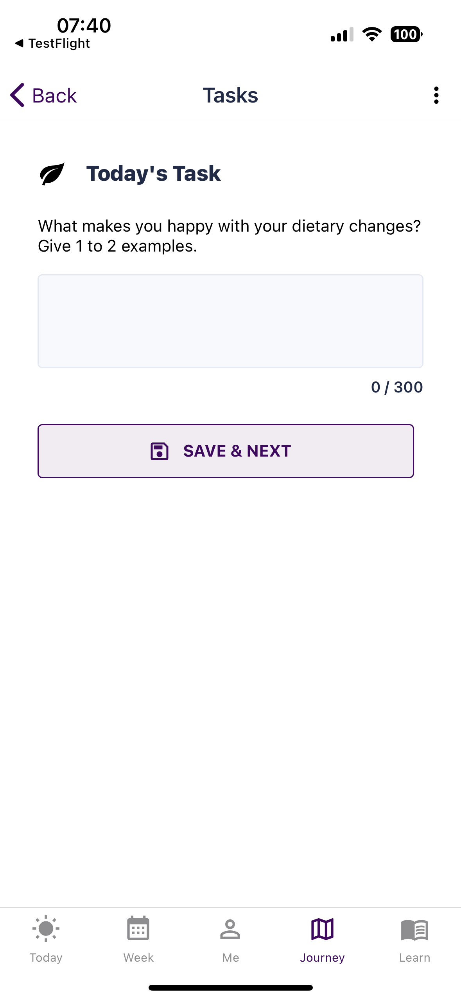 07:40
◀ TestFlight
100
Back
Tasks
Today's Task
What makes you happy with your dietary changes?
Give 1 to 2 examples.
0 / 300
SAVE & NEXT
Today
Week
Me
Journey
Learn